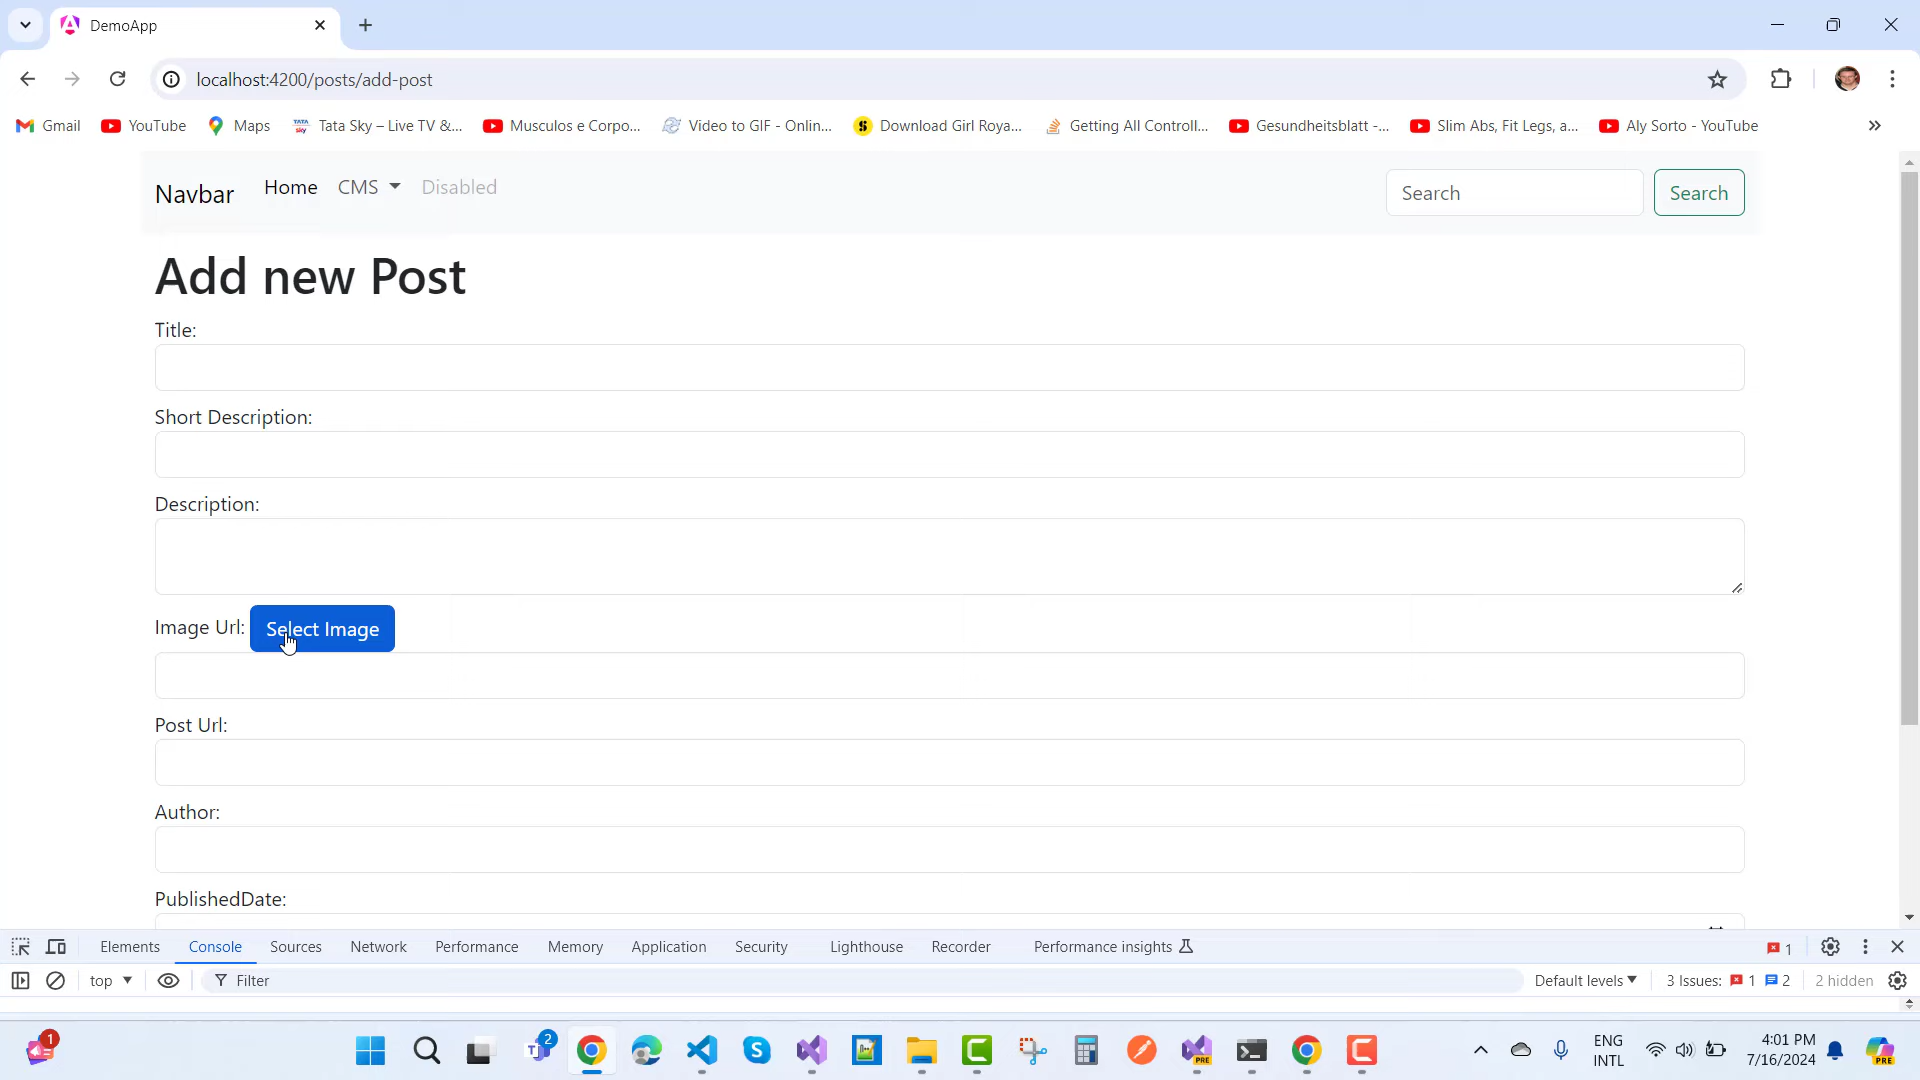 DemoApp
localhost:4200/posts/add-post
Gmail YouTube Maps Tata Sky – Live TV &... Musculos e Corpo... Video to GIF - Onlin... Download Girl Roya... Getting All Controll... Gesundheitsblatt -... Slim Abs, Fit Legs, a... Aly Sorto - YouTube »
Navbar Home CMS Disabled Search Search
Add new Post
Title:
Short Description:
Description:
Image Url: Select Image
Post Url:
Author:
PublishedDate:
Elements Console Sources Network Performance Memory Application Security Lighthouse Recorder Performance insights 1
top Filter Default levels 3 Issues: 1 2 2 hidden
1 2 PRE ENG INTL 4:01 PM 7/16/2024 PRE